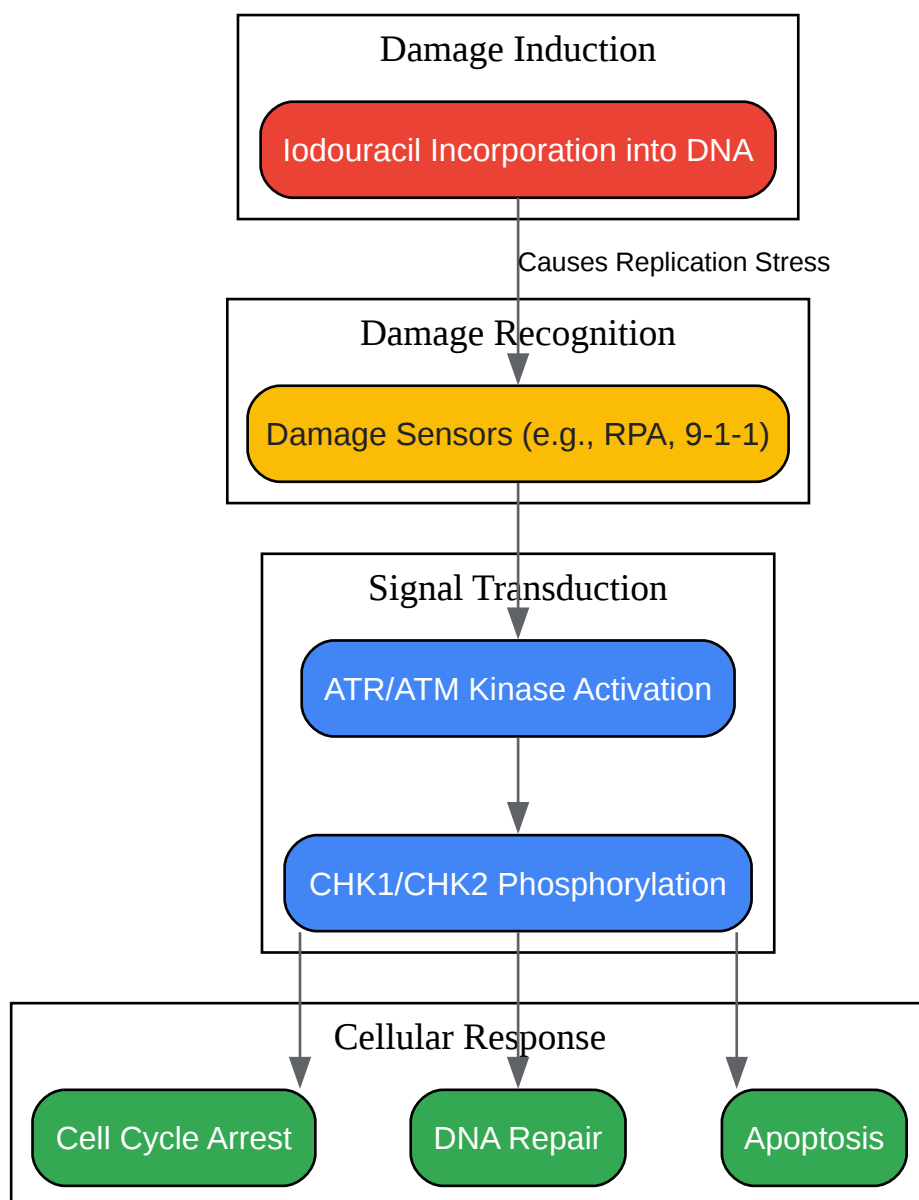 Damage Induction
Iodouracil Incorporation into DNA
Causes Replication Stress
Damage Recognition
Damage Sensors (e.g., RPA, 9-1-1)
Signal Transduction
ATR/ATM Kinase Activation
CHK1/CHK2 Phosphorylation
Cellular Response
Cell Cycle Arrest
DNA Repair
Apoptosis